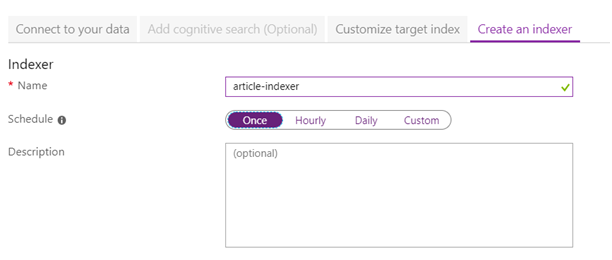 Connect to your data Add cognitive search (Optional) Customize target index Create an indexer
Indexer
* Name article-indexer
Schedule Once Hourly Daily Custom
Description (optional)